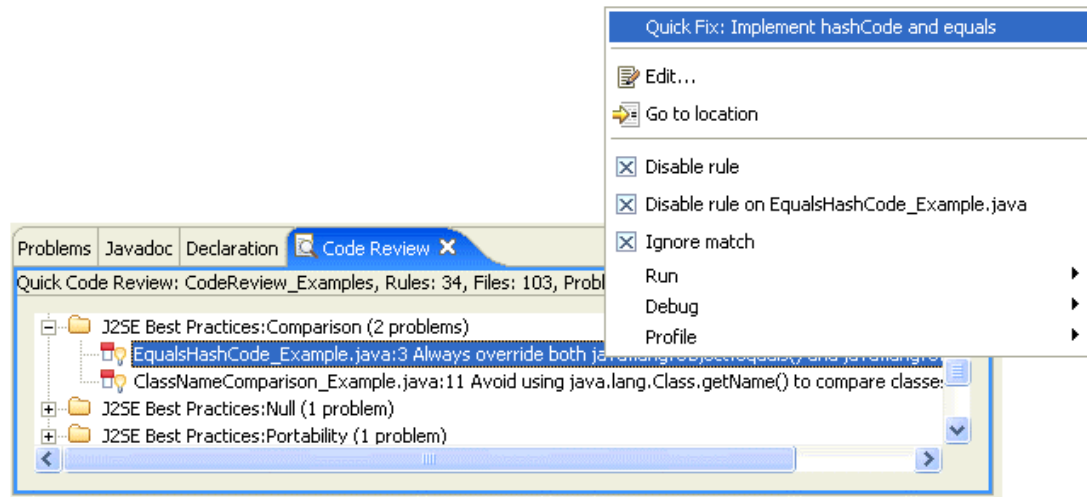 Quick Fix: Implement hashCode and equals
Edit...
Go to location
Disable rule
Disable rule on EqualsHashCode_Example.java
Ignore match
Run
Debug
Profile
Problems Javadoc Declaration Code Review
Quick Code Review: CodeReview_Examples, Rules: 34, Files: 103,
J2SE Best Practices:Comparison (2 problems)
EqualsHashCode_Example.java:3 Always override both
ClassNameComparison_Example.java:11 Avoid using java.lang.Class.getName() to compare classes
J2SE Best Practices:Null (1 problem)
J2SE Best Practices:Portability (1 problem)